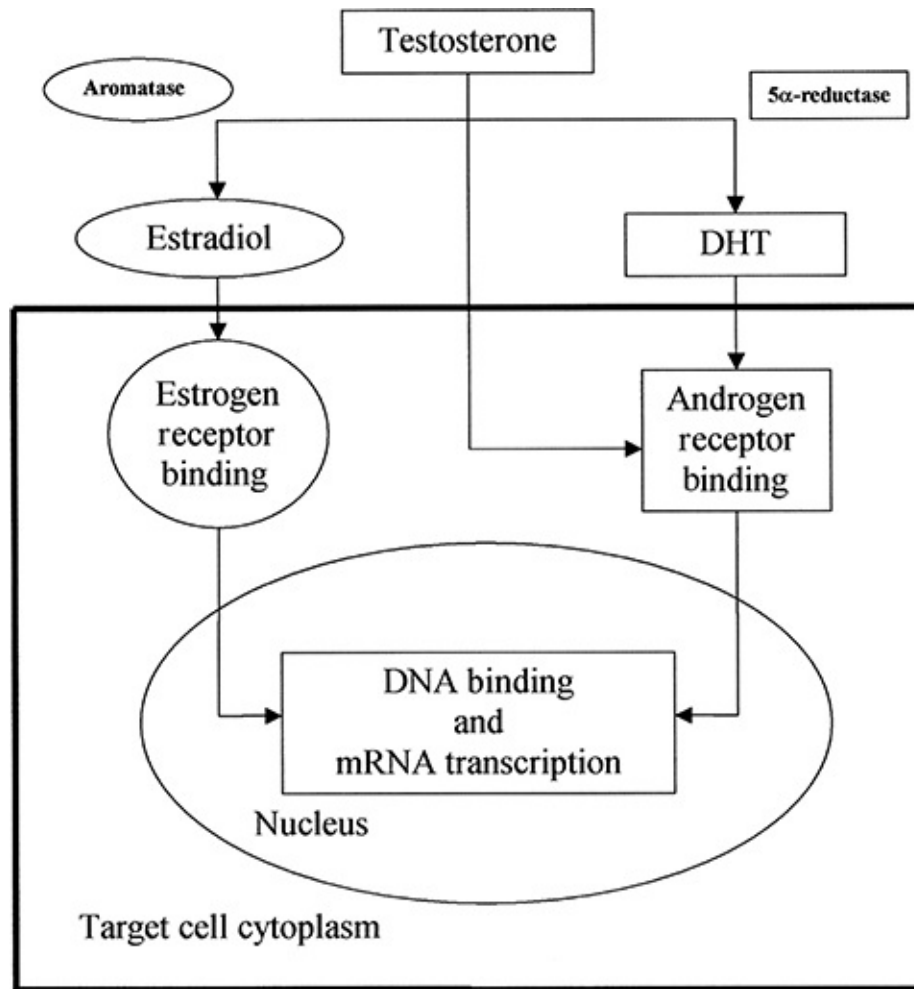 Testosterone
Aromatase
5α-reductase
Estradiol
DHT
Estrogen
receptor
binding
Androgen
receptor
binding
DNA binding
and
mRNA transcription
Nucleus
Target cell cytoplasm